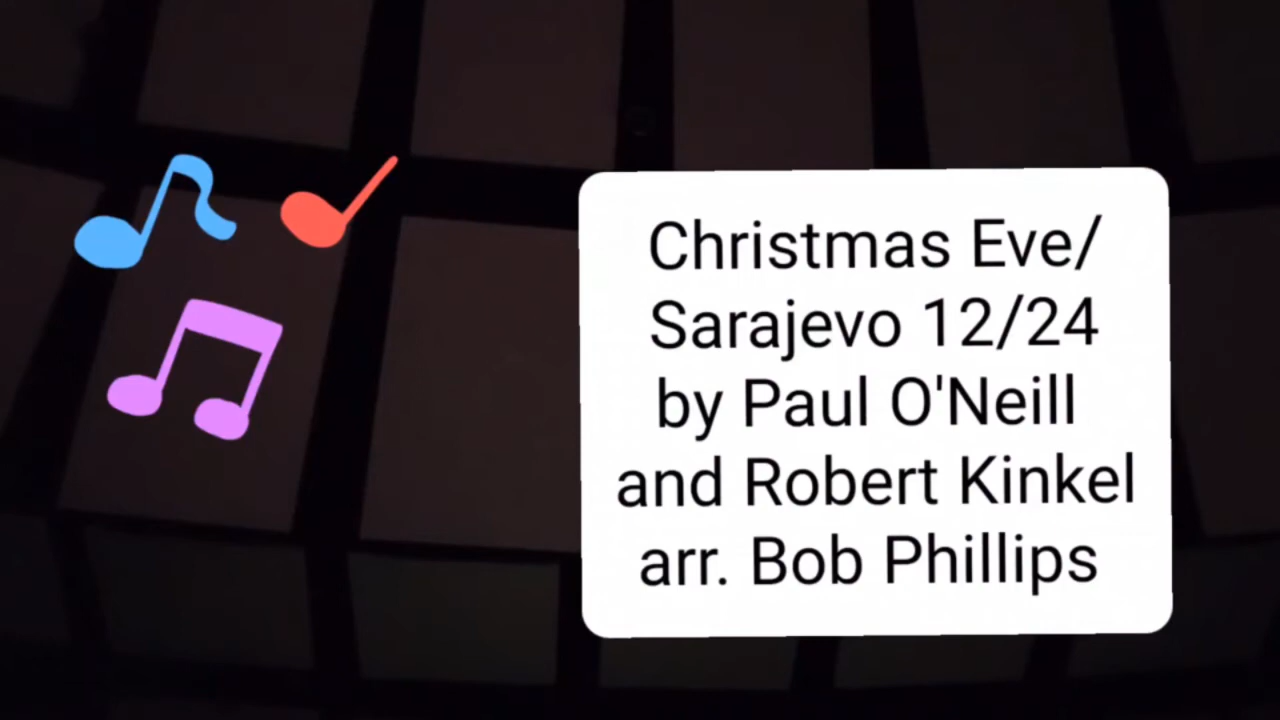 Christmas Eve/
Sarajevo 12/24
by Paul O'Neill
and Robert Kinkel
arr. Bob Phillips